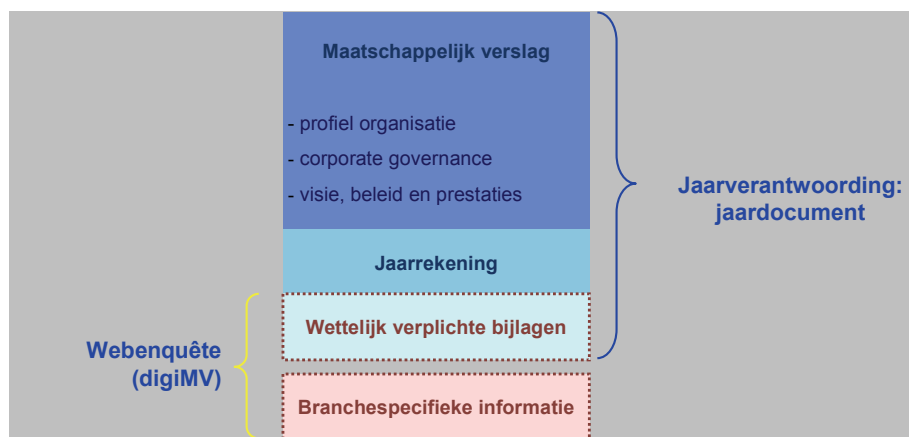 Maatschappelijk verslag
- profiel organisatie
- corporate governance
- visie, beleid en prestaties
Jaarverantwoording:
jaardocument
Jaarrekening
Wettelijk verplichte bijlagen
Webenquête
(digiMV)
Branchespecifieke informatie